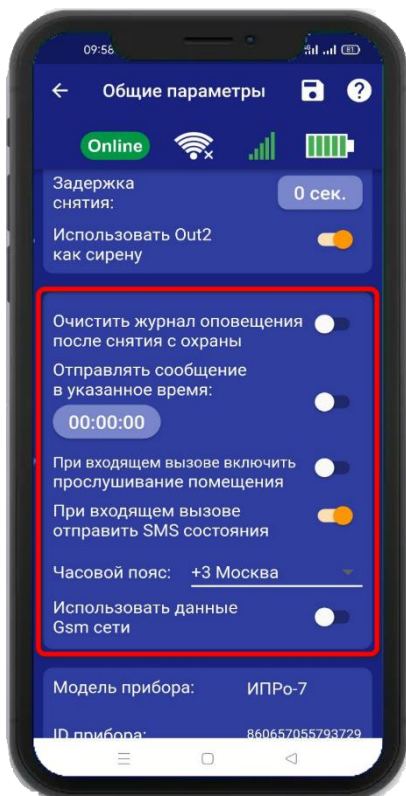 09:58
81
Общие параметры
?
Online
Задержка
снятия:
0 сек.
Использовать Out2
как сирену
Очистить журнал оповещения
после снятия с охраны
Отправлять сообщение
в указанное время:
00:00:00
При входящем вызове включить
прослушивание помещения
При входящем вызове
отправить SMS состояния
Часовой пояс: +3 Москва
Использовать данные
Gsm сети
Модель прибора: ИПРо-7
ID прибора: 860657055793729